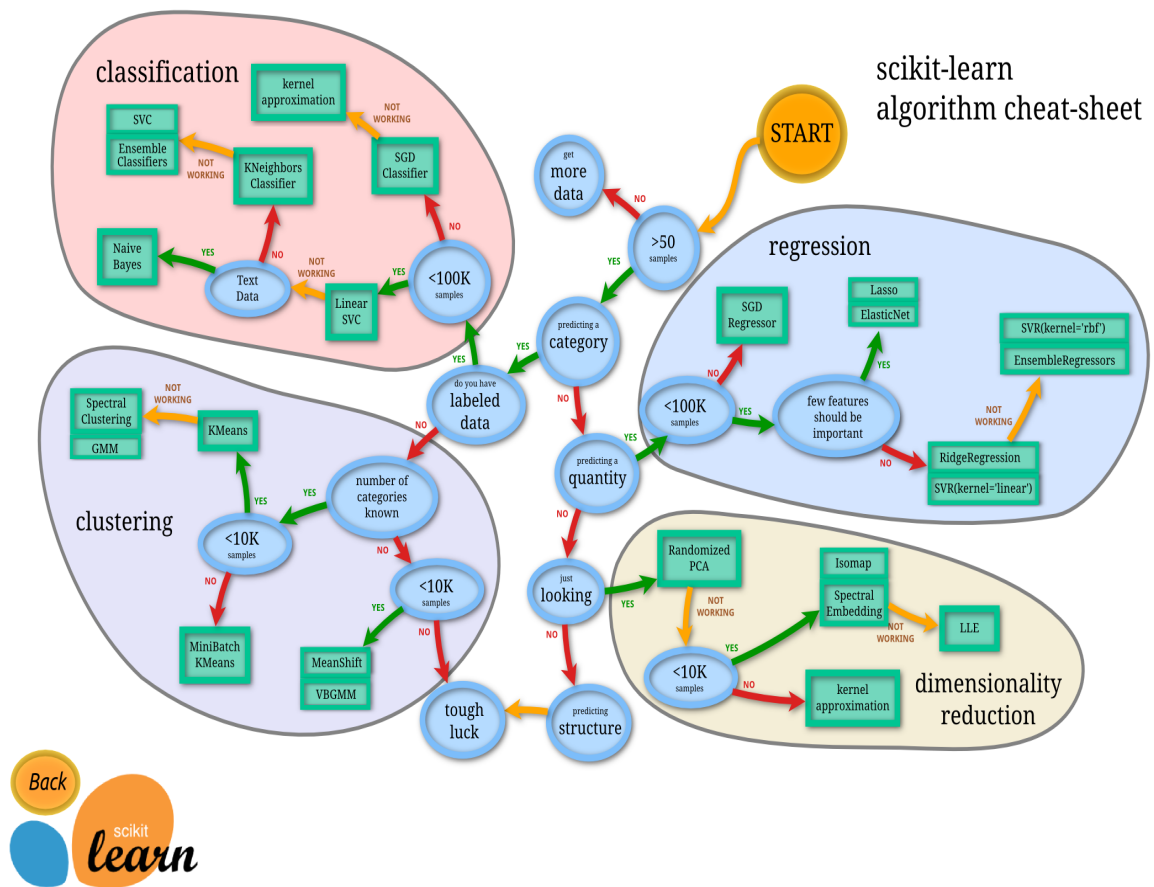 scikit-learn
algorithm cheat-sheet
START
classification
kernel
approximation
NOT
WORKING
SVC
Ensemble
Classifiers
NOT
WORKING
KNeighbors
Classifier
SGD
Classifier
NO
Naive
Bayes
YES
NO
Text
Data
NOT
WORKING
Linear
SVC
YES
<100K
samples
YES
get
more
data
NO
>50
samples
YES
predicting a
category
YES
NO
do you have
labeled
data
NO
predicting a
quantity
YES
NO
just
looking
YES
NO
predicting
structure
tough
luck
regression
SGD
Regressor
NO
<100K
samples
YES
Lasso
ElasticNet
YES
few features
should be
important
NO
SVR(kernel='rbf')
EnsembleRegressors
NOT
WORKING
RidgeRegression
SVR(kernel='linear')
clustering
Spectral
Clustering
GMM
NOT
WORKING
KMeans
YES
number of
categories
known
YES
NO
<10K
samples
NO
MiniBatch
KMeans
<10K
samples
YES
NO
MeanShift
VBGMM
Randomized
PCA
NOT
WORKING
<10K
samples
YES
NO
Isomap
Spectral
Embedding
NOT
WORKING
LLE
kernel
approximation
dimensionality
reduction
Back
scikit
learn